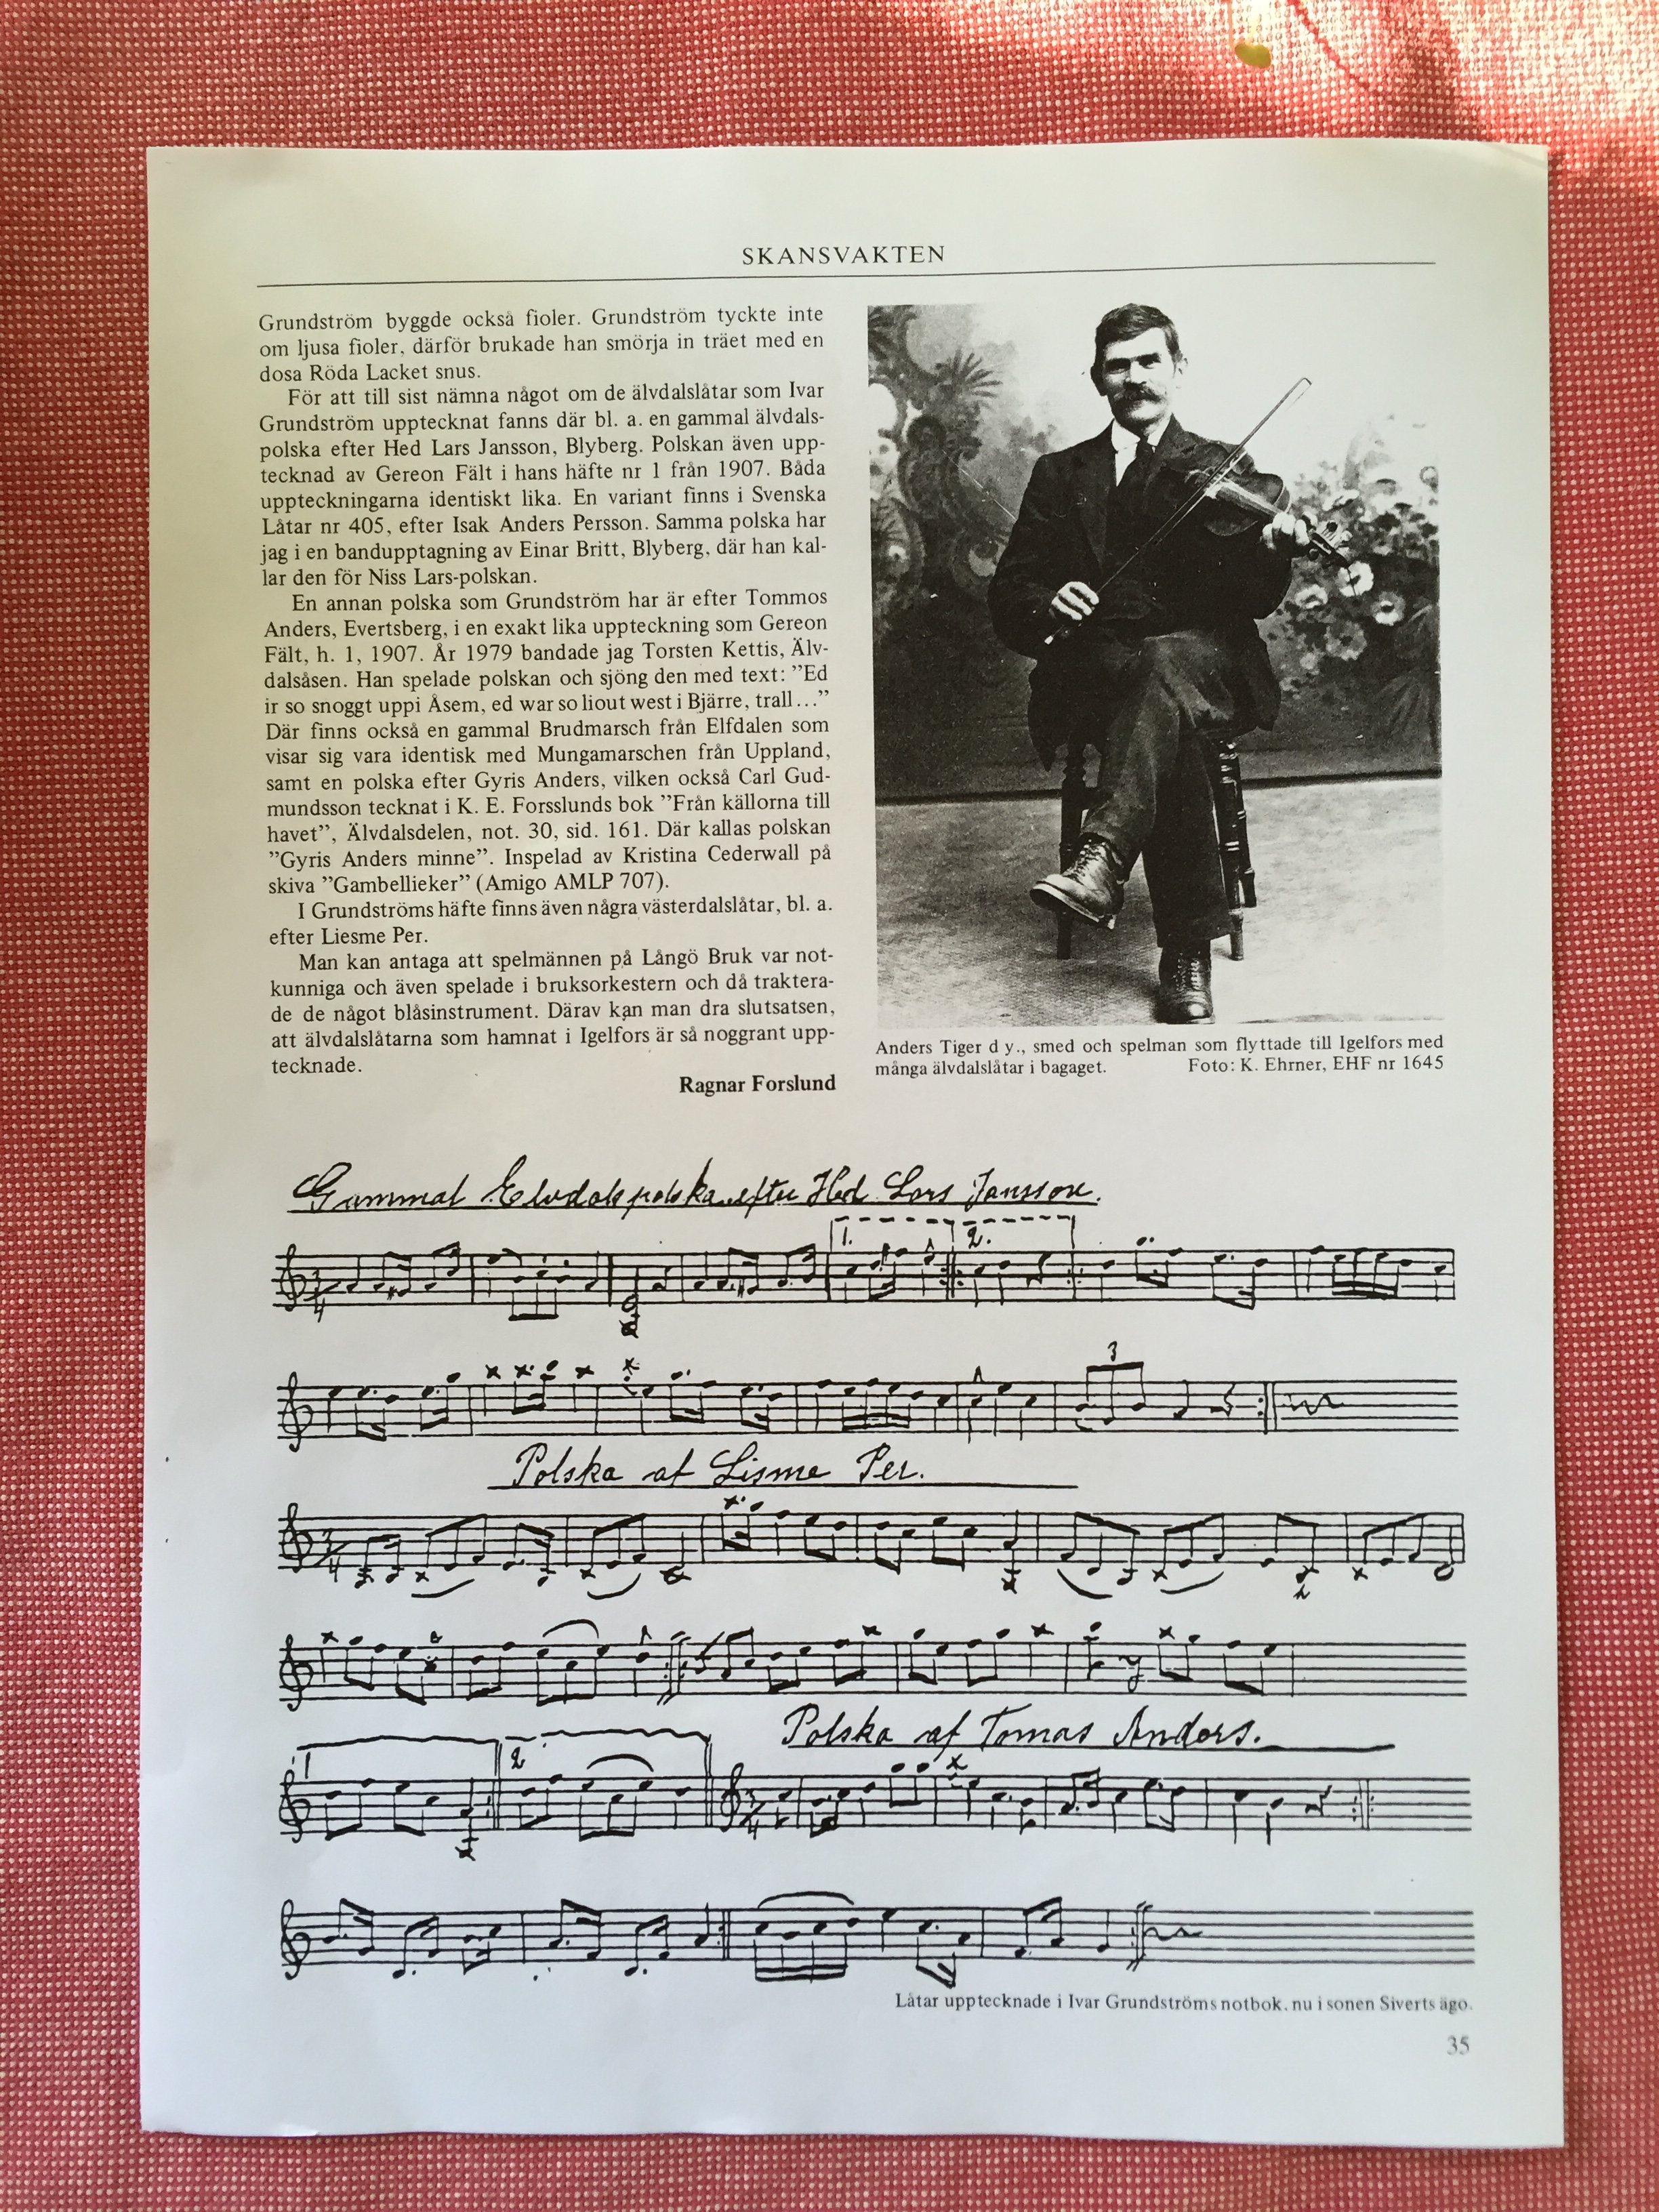 SKANSVAKTEN
Grundström byggde också fioler. Grundström tyckte inte
om ljusa fioler, därför brukade han smörja in träet med en
dosa Röda Lacket snus.
För att till sist nämna något om de älvdalslåtar som Ivar
Grundström upptecknat fanns där bl. a. en gammal älvdals-
polska efter Hed Lars Jansson, Blyberg. Polskan även upp-
tecknad av Gereon Fält i hans häfte nr 1 från 1907. Båda
uppteckningarna identiskt lika. En variant finns i Svenska
Låtar nr 405, efter Isak Anders Persson. Samma polska har
jag i en bandupptagning av Einar Britt, Blyberg, där han kal-
lar den för Niss Lars-polskan.
En annan polska som Grundström har är efter Tommos
Anders, Evertsberg, i en exakt lika uppteckning som Gereon
Fält, h. 1, 1907. År 1979 bandade jag Torsten Kettis, Älv-
dalsåsen. Han spelade polskan och sjöng den med text: ”Ed
ir so snoggt uppi Åsem, ed war so liout west i Bjärre, trall...”
Där finns också en gammal Brudmarsch från Elfdalen som
visar sig vara identisk med Mungamarschen från Uppland,
samt en polska efter Gyris Anders, vilken också Carl Gud-
mundsson tecknat i K. E. Forsslunds bok ”Från källorna till
havet”, Älvdalsdelen, not. 30, sid. 161. Där kallas polskan
”Gyris Anders minne”. Inspelad av Kristina Cederwall på
skiva ”Gambellieker” (Amigo AMLP 707).
I Grundströms häfte finns även några västerdalslåtar, bl. a.
efter Liesme Per.
Man kan antaga att spelmännen på Långö Bruk var not-
kunniga och även spelade i bruksorkestern och då traktera-
de de något blåsinstrument. Därav kan man dra slutsatsen,
att älvdalslåtarna som hamnat i Igelfors är så noggrant upp-
tecknade.
Ragnar Forslund
Anders Tiger d y., smed och spelman som flyttade till Igelfors med
många älvdalslåtar i bagaget. Foto: K. Ehrner, EHF nr 1645
Gammal Elvdalspolska efter Hed Lars Jansson.
1. 2.
3
4
3
Polska af Lisme Per.
3
4
Polska af Tomas Anders.
1 2
3
4
Låtar upptecknade i Ivar Grundströms notbok, nu i sonen Siverts ägo.
35